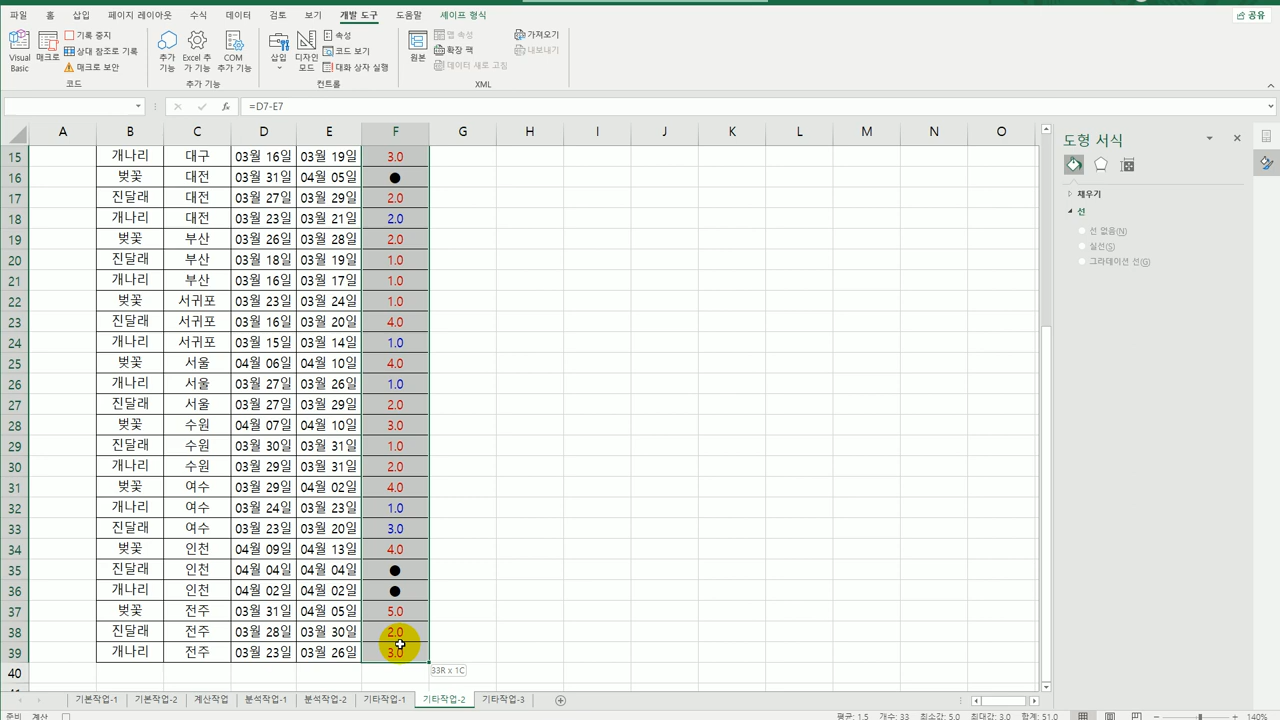 파일 홈 삽입 페이지 레이아웃 수식 데이터 검토 보기 개발 도구 도움말 셰이프 형식 공유
Visual Basic 매크로 기록 중지 상대 참조로 기록 매크로 보안 추가 기능 Excel 추가 기능 COM 추가 기능 삽입 디자인 모드 속성 코드 보기 대화 상자 실행 원본 맵 속성 확장 팩 데이터 새로 고침 가져오기 내보내기
코드 추가 기능 컨트롤 XML
fx =D7-E7
A B C D E F G H I J K L M N O
15 개나리 대구 03월 16일 03월 19일 3.0
16 벚꽃 대전 03월 31일 04월 05일 ●
17 진달래 대전 03월 27일 03월 29일 2.0
18 개나리 대전 03월 23일 03월 21일 2.0
19 벚꽃 부산 03월 26일 03월 28일 2.0
20 진달래 부산 03월 18일 03월 19일 1.0
21 개나리 부산 03월 16일 03월 17일 1.0
22 벚꽃 서귀포 03월 23일 03월 24일 1.0
23 진달래 서귀포 03월 16일 03월 20일 4.0
24 개나리 서귀포 03월 15일 03월 14일 1.0
25 벚꽃 서울 04월 06일 04월 10일 4.0
26 개나리 서울 03월 27일 03월 26일 1.0
27 진달래 서울 03월 27일 03월 29일 2.0
28 벚꽃 수원 04월 07일 04월 10일 3.0
29 진달래 수원 03월 30일 03월 31일 1.0
30 개나리 수원 03월 29일 03월 31일 2.0
31 벚꽃 여수 03월 29일 04월 02일 4.0
32 개나리 여수 03월 24일 03월 23일 1.0
33 진달래 여수 03월 23일 03월 20일 3.0
34 벚꽃 인천 04월 09일 04월 13일 4.0
35 진달래 인천 04월 04일 04월 04일 ●
36 개나리 인천 04월 02일 04월 02일 ●
37 벚꽃 전주 03월 31일 04월 05일 5.0
38 진달래 전주 03월 28일 03월 30일 2.0
39 개나리 전주 03월 23일 03월 26일 3.0
40
33R x 1C
도형 서식
채우기
선
선 없음(N)
실선(S)
그라데이션 선(G)
기본작업-1 기본작업-2 계산작업 분석작업-1 분석작업-2 기타작업-1 기타작업-2 기타작업-3
준비 계산 평균: 1.5 개수: 33 최소값: 5.0 최대값: 3.0 합계: 51.0 140%